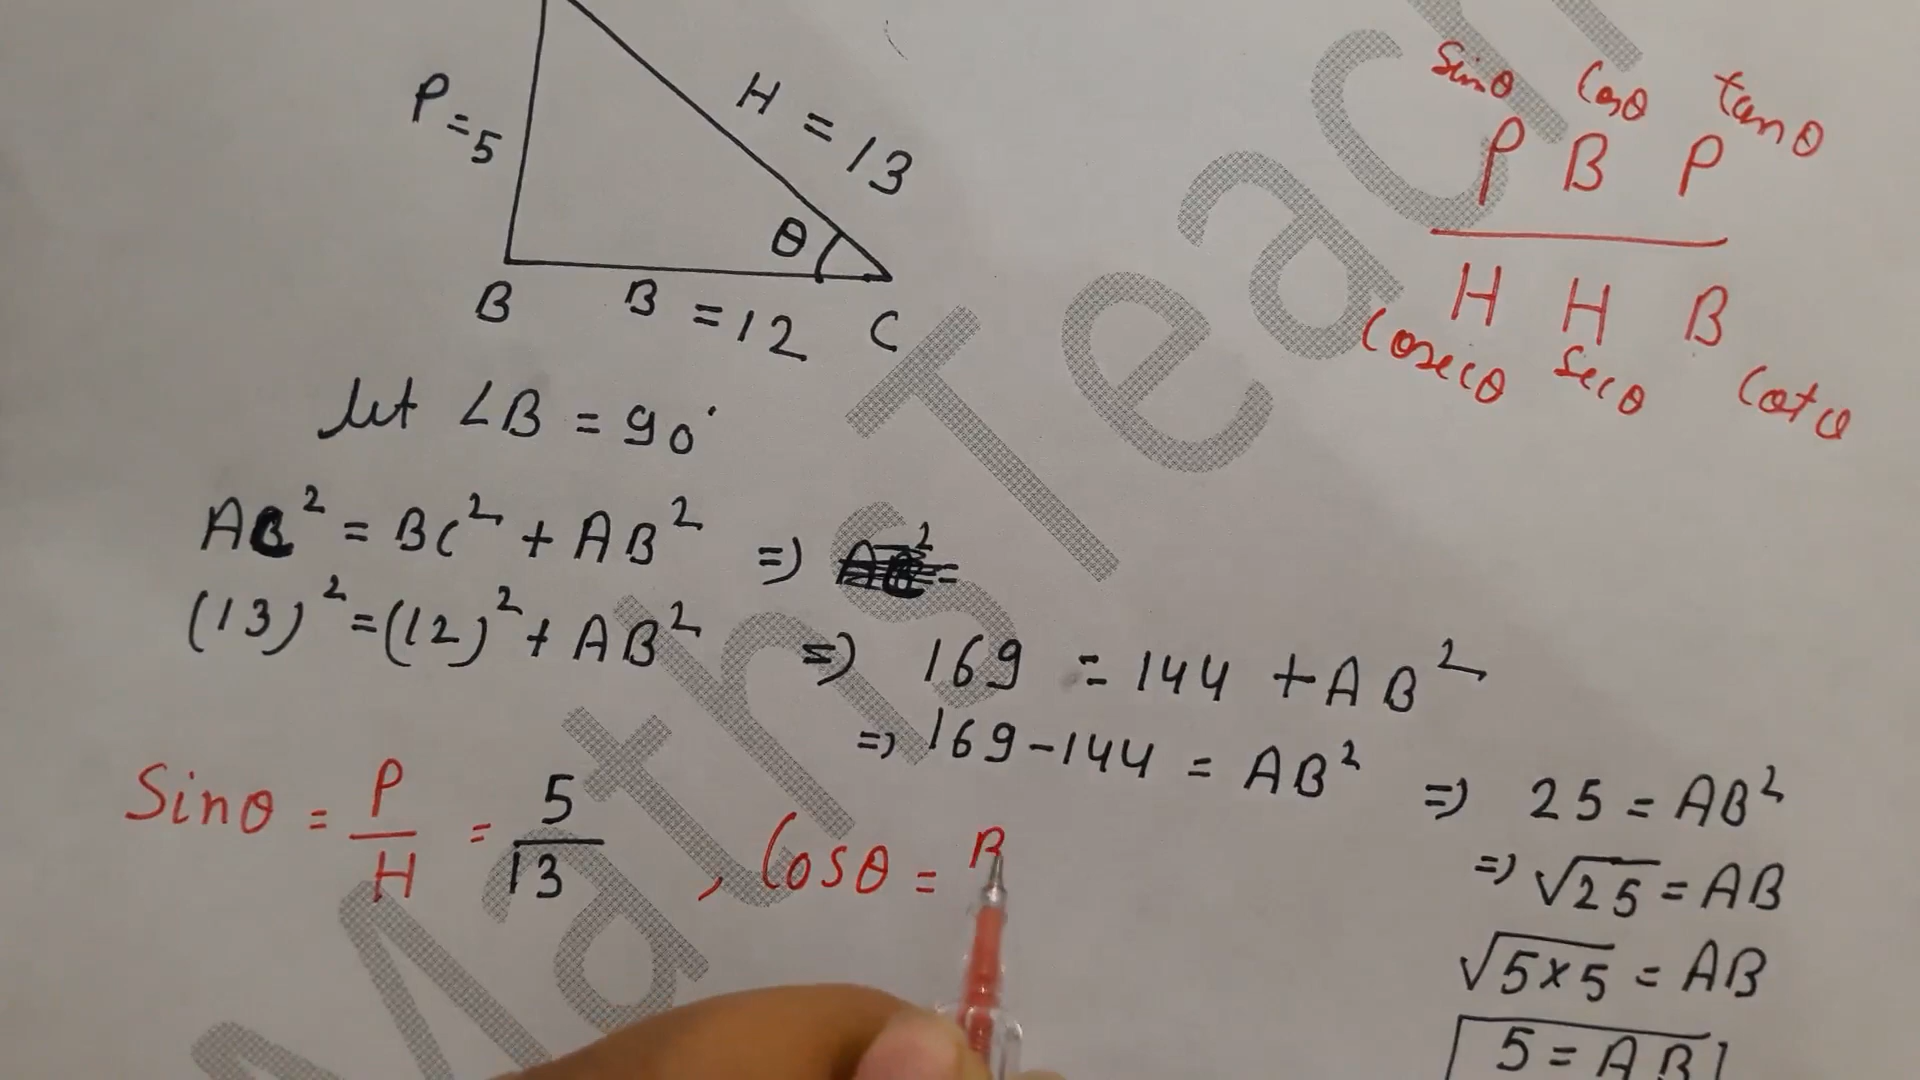 Sinθ Cosθ tanθ
P B P
H H B
Cosecθ Secθ Cotθ
P = 5
H = 13
θ
B
B = 12
C
let ∠B = 90°
AC² = BC² + AB² =>
(13)² = (12)² + AB² => 169 = 144 + AB²
=> 169 - 144 = AB² => 25 = AB²
=> √25 = AB
√5×5 = AB
5 = AB
Sinθ = P/H = 5/13 , Cosθ = B
Maths Teach